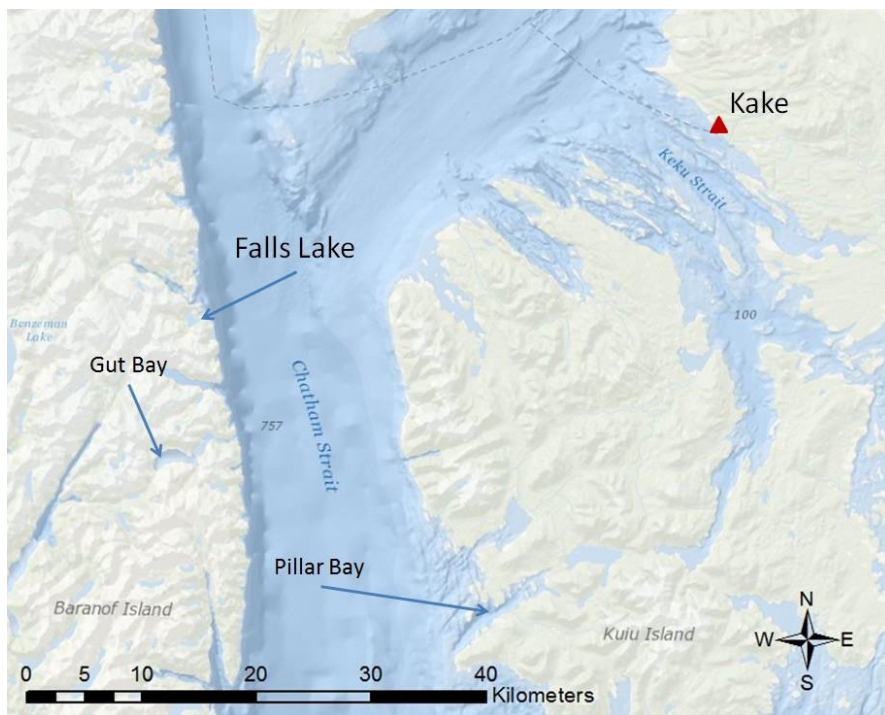 Kake
Keku Strait
Falls Lake
Benzeman
Lake
100
Gut Bay
Chatham Strait
757
Pillar Bay
Baranof Island
Kuiu Island
N
W
E
S
0 5 10 20 30 40
Kilometers